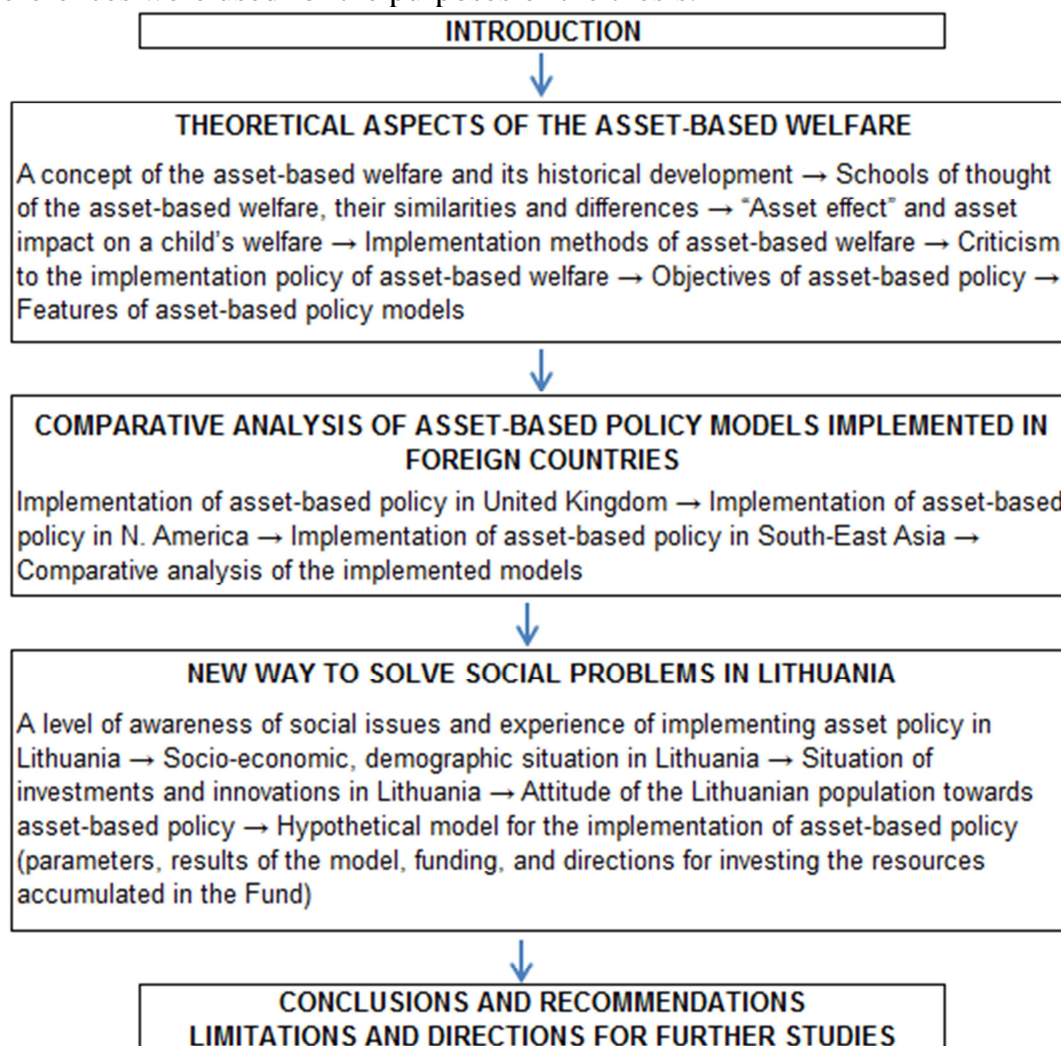 references were used for the purposes of the thesis.
INTRODUCTION
THEORETICAL ASPECTS OF THE ASSET-BASED WELFARE
A concept of the asset-based welfare and its historical development → Schools of thought
of the asset-based welfare, their similarities and differences → “Asset effect” and asset
impact on a child’s welfare → Implementation methods of asset-based welfare → Criticism
to the implementation policy of asset-based welfare → Objectives of asset-based policy →
Features of asset-based policy models
COMPARATIVE ANALYSIS OF ASSET-BASED POLICY MODELS IMPLEMENTED IN
FOREIGN COUNTRIES
Implementation of asset-based policy in United Kingdom → Implementation of asset-based
policy in N. America → Implementation of asset-based policy in South-East Asia →
Comparative analysis of the implemented models
NEW WAY TO SOLVE SOCIAL PROBLEMS IN LITHUANIA
A level of awareness of social issues and experience of implementing asset policy in
Lithuania → Socio-economic, demographic situation in Lithuania → Situation of
investments and innovations in Lithuania → Attitude of the Lithuanian population towards
asset-based policy → Hypothetical model for the implementation of asset-based policy
(parameters, results of the model, funding, and directions for investing the resources
accumulated in the Fund)
CONCLUSIONS AND RECOMMENDATIONS
LIMITATIONS AND DIRECTIONS FOR FURTHER STUDIES